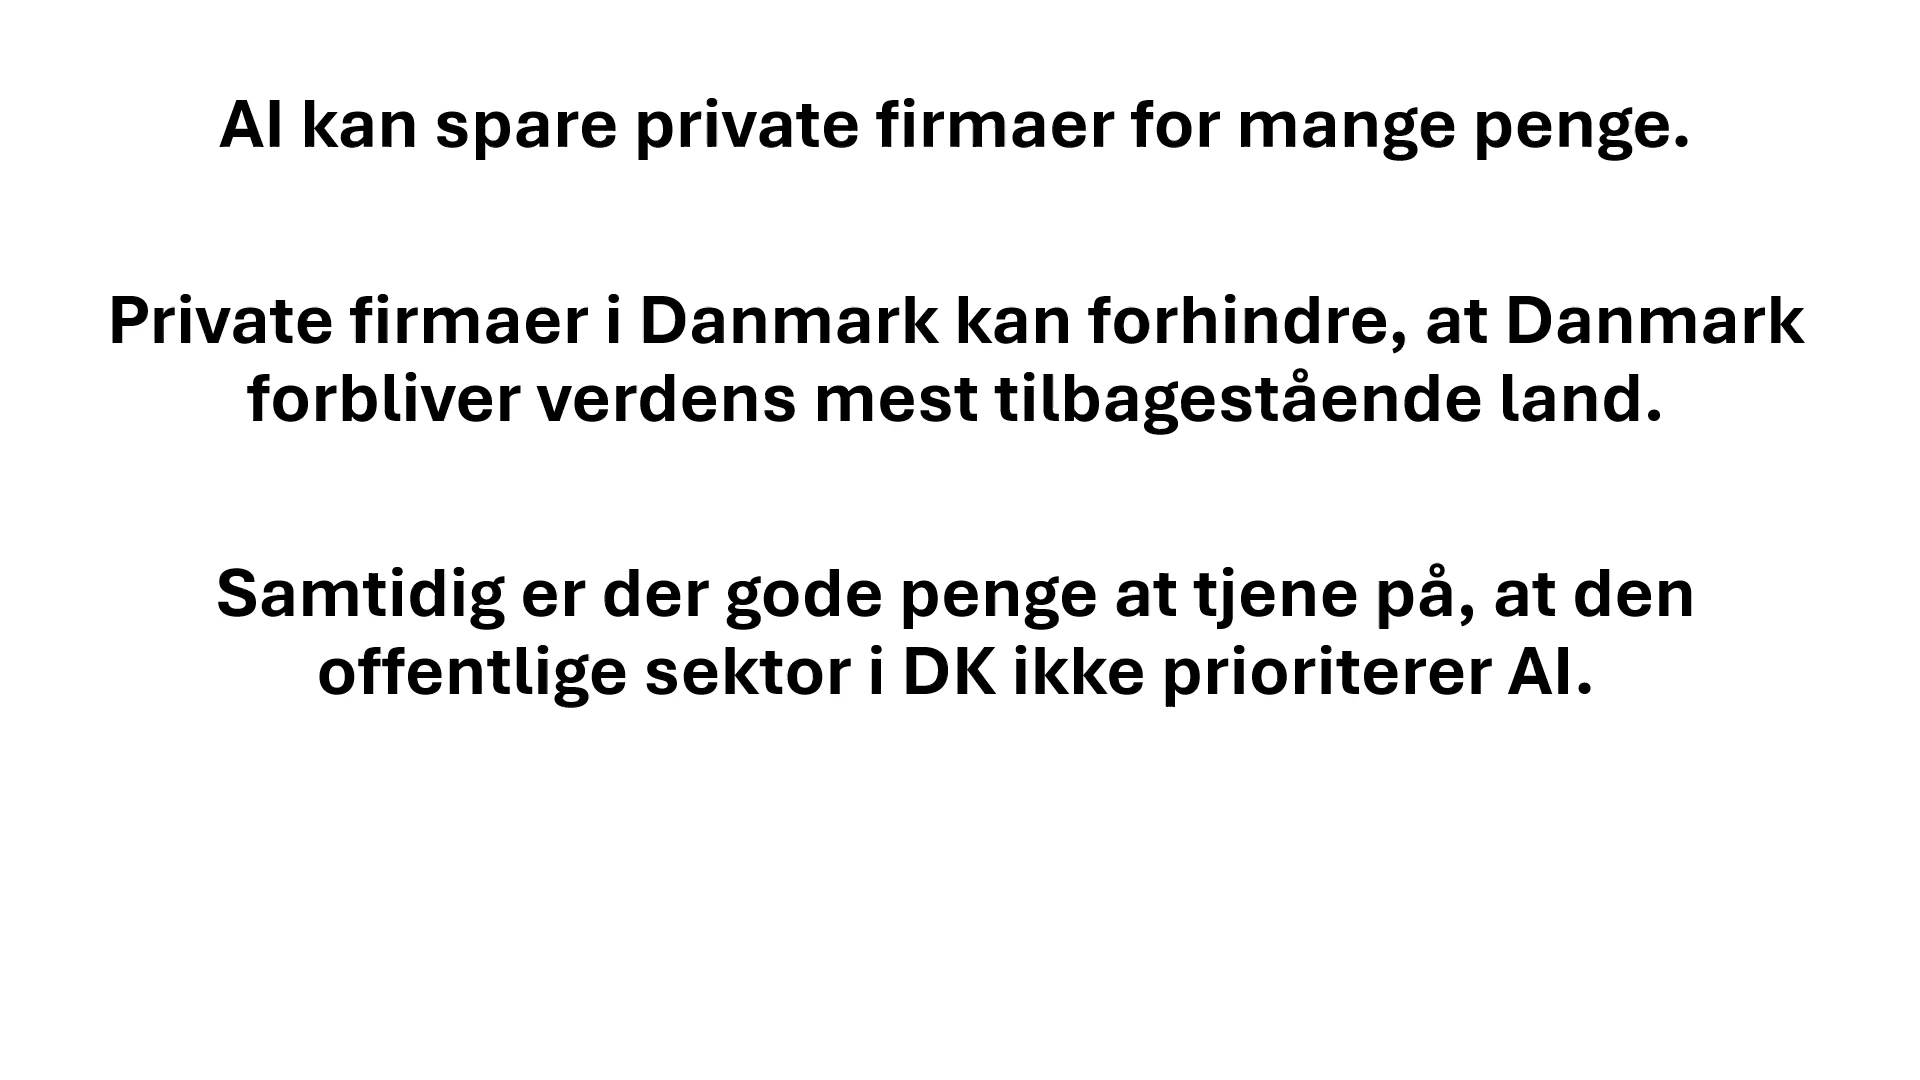 AI kan spare private firmaer for mange penge.
Private firmaer i Danmark kan forhindre, at Danmark
forbliver verdens mest tilbagestående land.
Samtidig er der gode penge at tjene på, at den
offentlige sektor i DK ikke prioriterer AI.